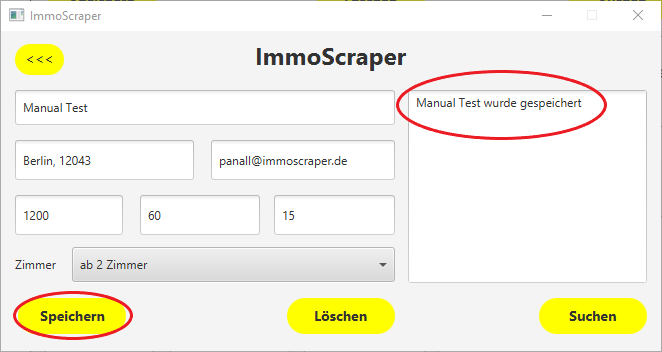 ImmoScraper
<<<
ImmoScraper
Manual Test
Manual Test wurde gespeichert
Berlin, 12043
panall@immoscraper.de
1200
60
15
Zimmer
ab 2 Zimmer
Speichern
Löschen
Suchen